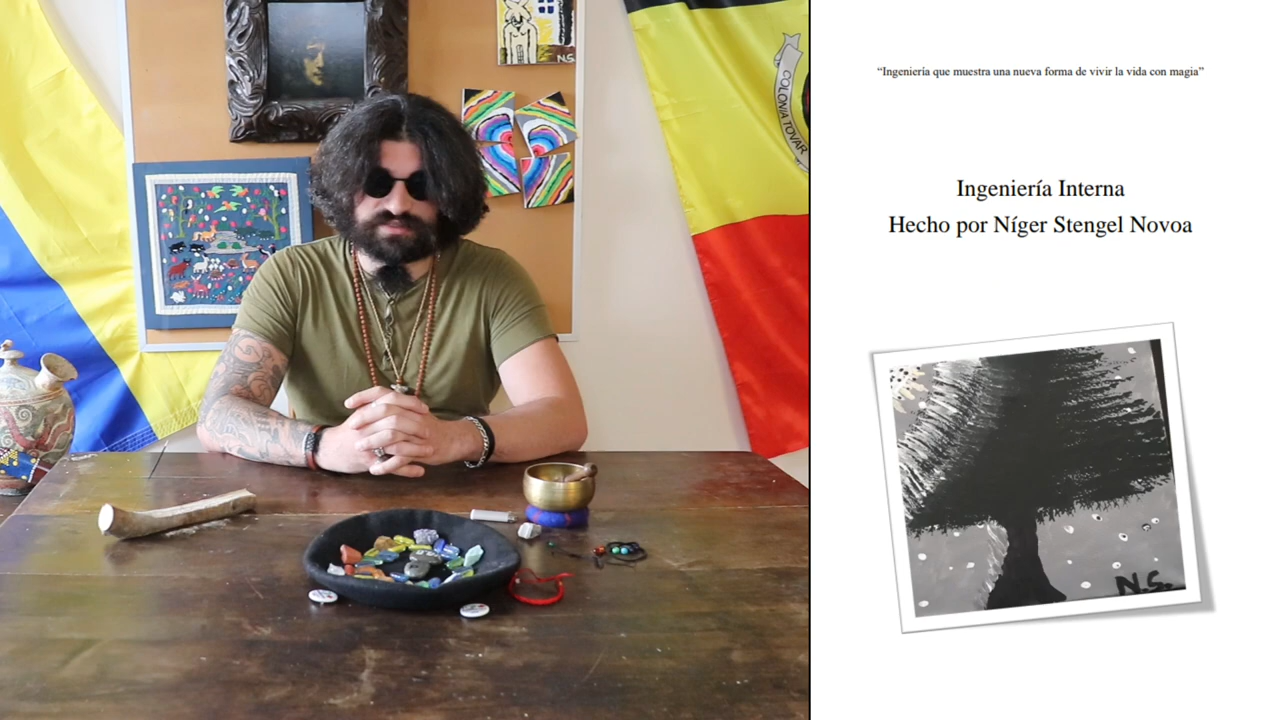 N.S.
COLONIA TOVAR
“Ingeniería que muestra una nueva forma de vivir la vida con magia”
Ingeniería Interna
Hecho por Níger Stengel Novoa
N.S.